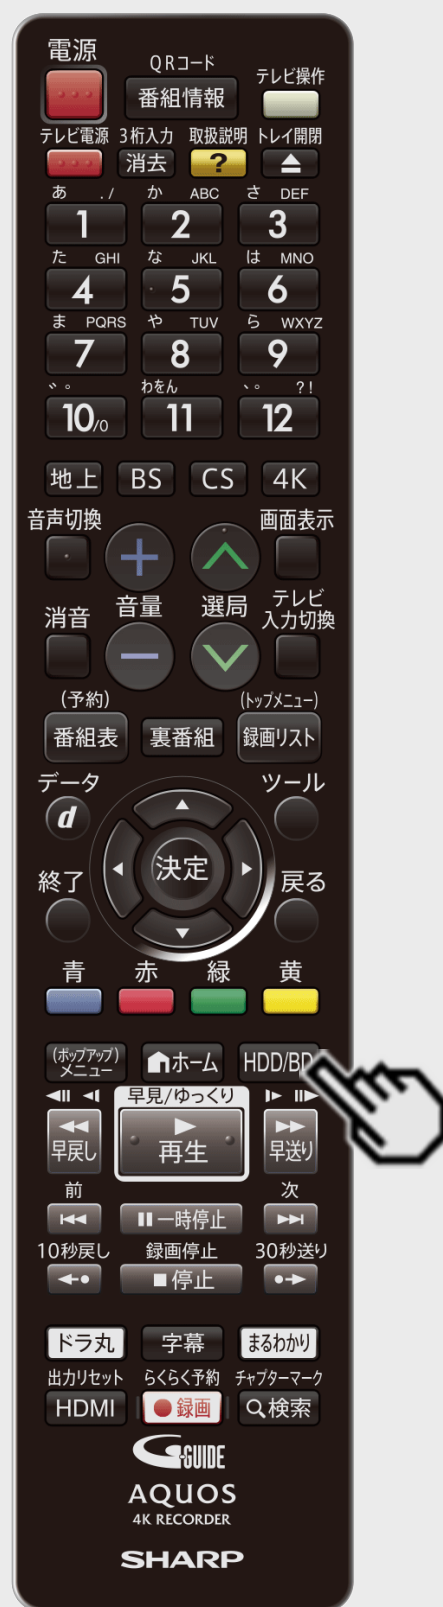 電源
QRコード
テレビ操作
番組情報
テレビ電源 3桁入力 取扱説明 トレイ開閉
消去 ?
あ ./ か ABC さ DEF
1 2 3
た GHI な JKL は MNO
4 5 6
ま PQRS や TUV ら WXYZ
7 8 9
゛゜ わをん 、。 ?!
10/0 11 12
地上 BS CS 4K
音声切換 画面表示
+
消音 音量 選局 テレビ
入力切換
−
(予約) (トップメニュー)
番組表 裏番組 録画リスト
データ ツール
d
決定
終了 戻る
青 赤 緑 黄
(ポップアップ)
メニュー ホーム HDD/BD
早見/ゆっくり
早戻し 再生 早送り
前 次
一時停止
10秒戻し 録画停止 30秒送り
停止
ドラ丸 字幕 まるわかり
出力リセット らくらく予約 チャプターマーク
HDMI 録画 検索
G-GUIDE
AQUOS
4K RECORDER
SHARP